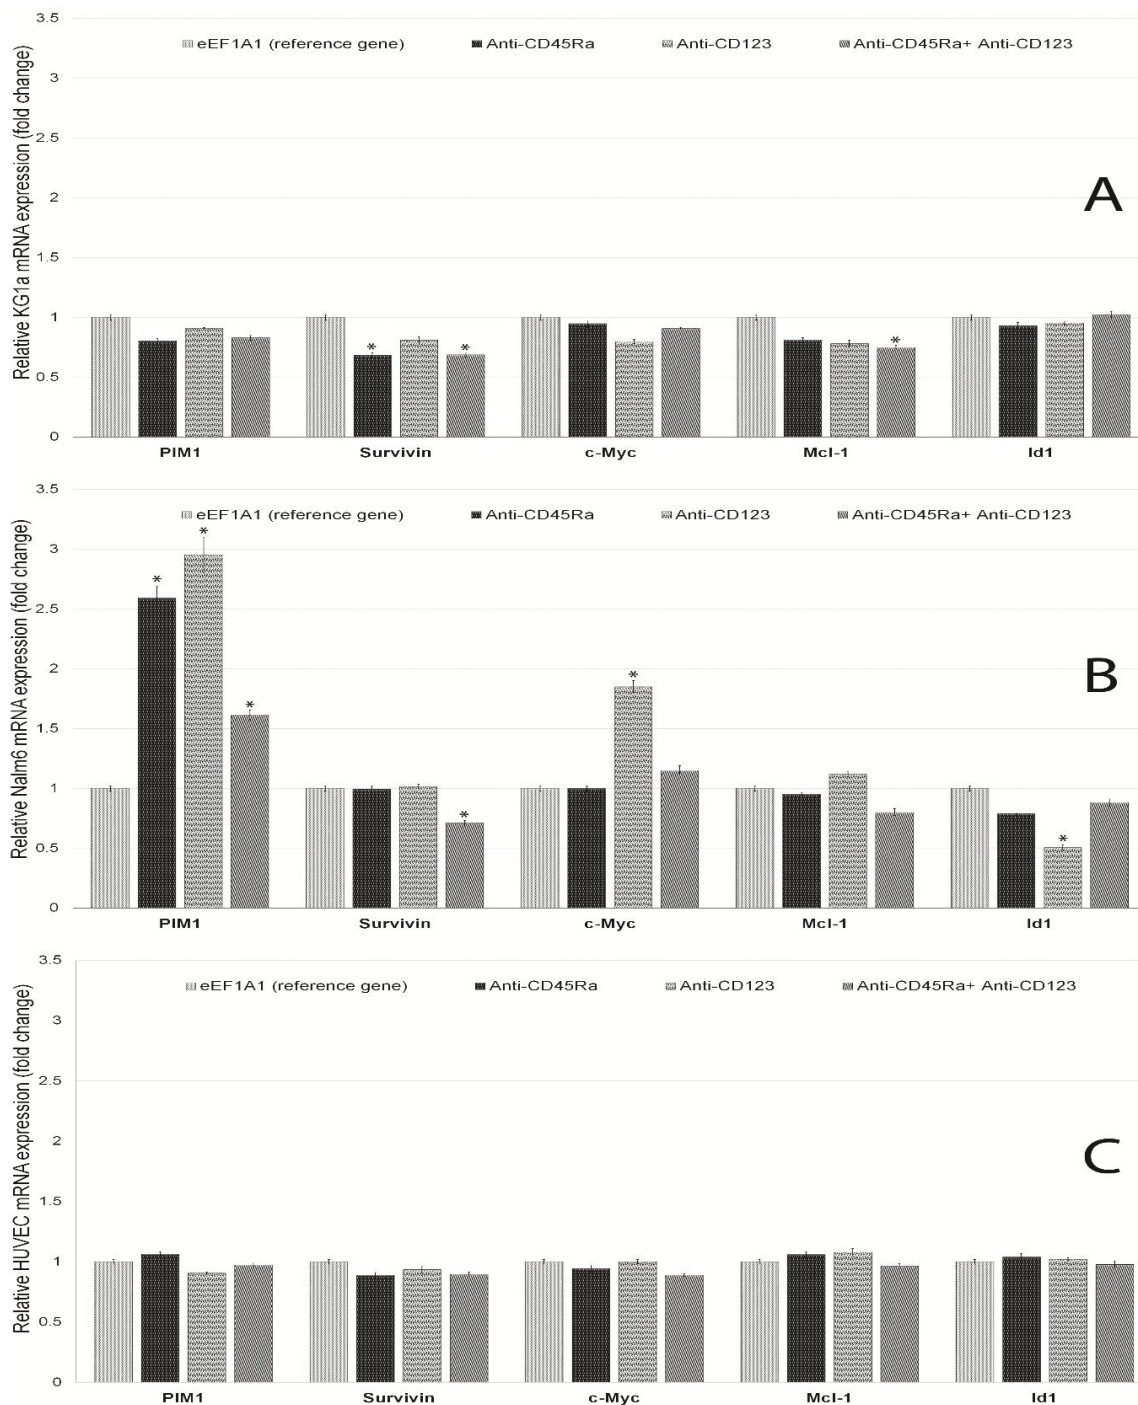 3.5
eEF1A1 (reference gene) Anti-CD45Ra Anti-CD123 Anti-CD45Ra+ Anti-CD123
3
2.5
2
A
1.5
1
* * *
0.5
0
Relative KG1a mRNA expression (fold change)
PIM1 Survivin c-Myc Mcl-1 Id1
3.5
eEF1A1 (reference gene) Anti-CD45Ra Anti-CD123 Anti-CD45Ra+ Anti-CD123
*
3
*
2.5
2
*
B
*
1.5
1
*
*
0.5
0
Relative Nalm6 mRNA expression (fold change)
PIM1 Survivin c-Myc Mcl-1 Id1
3.5
eEF1A1 (reference gene) Anti-CD45Ra Anti-CD123 Anti-CD45Ra+ Anti-CD123
3
2.5
2
C
1.5
1
0.5
0
Relative HUVEC mRNA expression (fold change)
PIM1 Survivin c-Myc Mcl-1 Id1